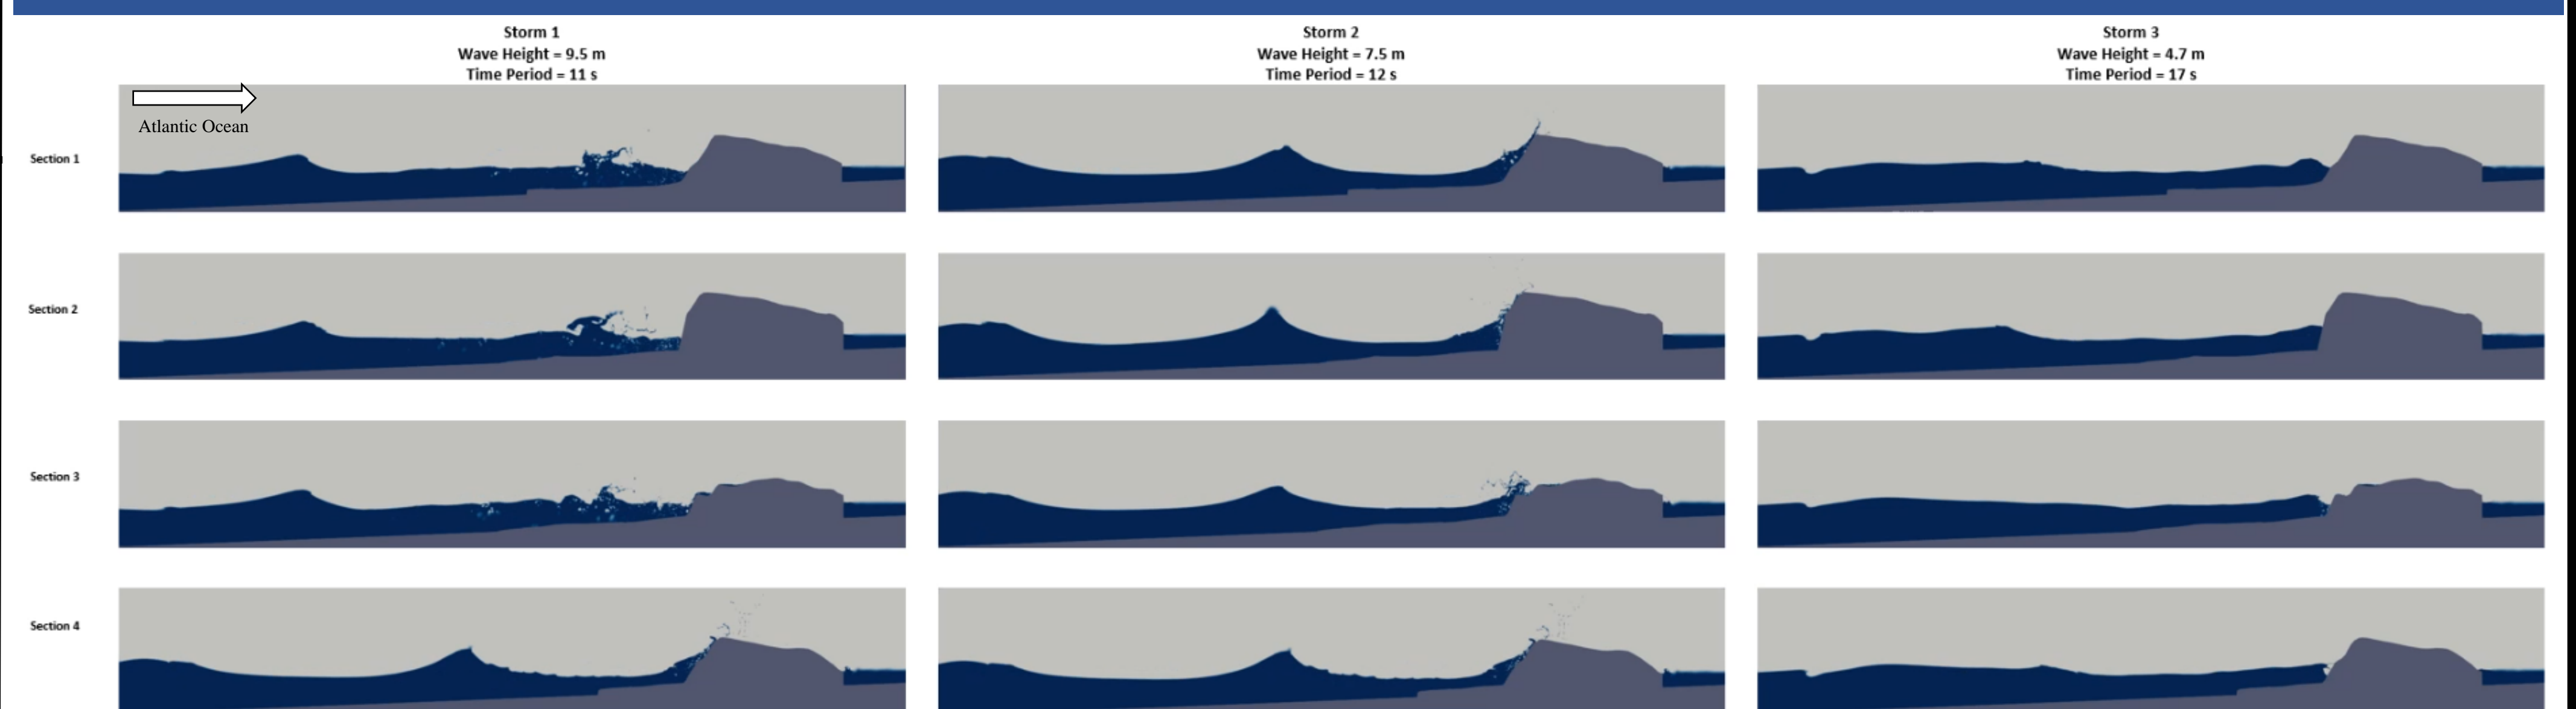 Storm 1
Wave Height = 9.5 m
Time Period = 11 s
Storm 2
Wave Height = 7.5 m
Time Period = 12 s
Storm 3
Wave Height = 4.7 m
Time Period = 17 s
Atlantic Ocean
Section 1
Section 2
Section 3
Section 4